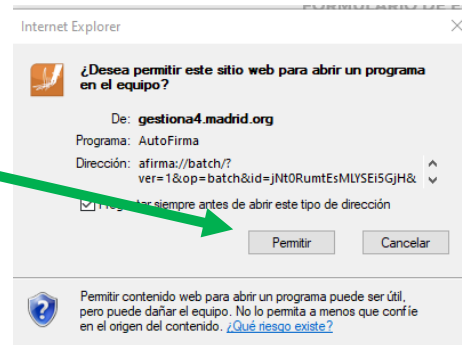 FORMULARIO DE E
Internet Explorer
¿Desea permitir este sitio web para abrir un programa
en el equipo?
De: gestiona4.madrid.org
Programa: AutoFirma
Dirección: afirma://batch/?
ver=1&op=batch&id=jNt0RumtEsMLYSEi5GjH&
siempre antes de abrir este tipo de dirección
Permitir Cancelar
Permitir contenido web para abrir un programa puede ser útil,
pero puede dañar el equipo. No lo permita a menos que confíe
en el origen del contenido. ¿Qué riesgo existe?